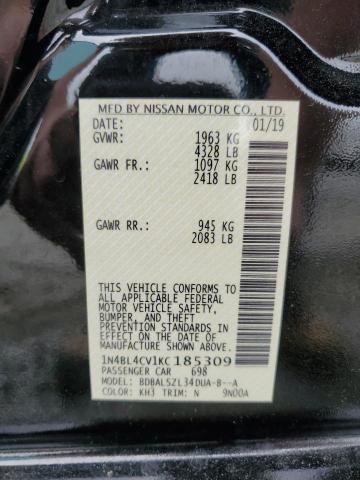 MFD BY NISSAN MOTOR CO., LTD.
DATE: 01/19
GVWR: 1963 KG
4328 LB
GAWR FR: 1097 KG
2418 LB
GAWR RR: 945 KG
2083 LB
THIS VEHICLE CONFORMS TO
ALL APPLICABLE FEDERAL
MOTOR VEHICLE SAFETY,
BUMPER, AND THEFT
PREVENTION STANDARDS
IN EFFECT ON THE DATE OF
MANUFACTURE SHOWN ABOVE.
1N4BL4CV1KC185309
PASSENGER CAR 698
MODEL: BDBALSZL34DUA-B--A
COLOR: KH3 TRIM: N 9N00A